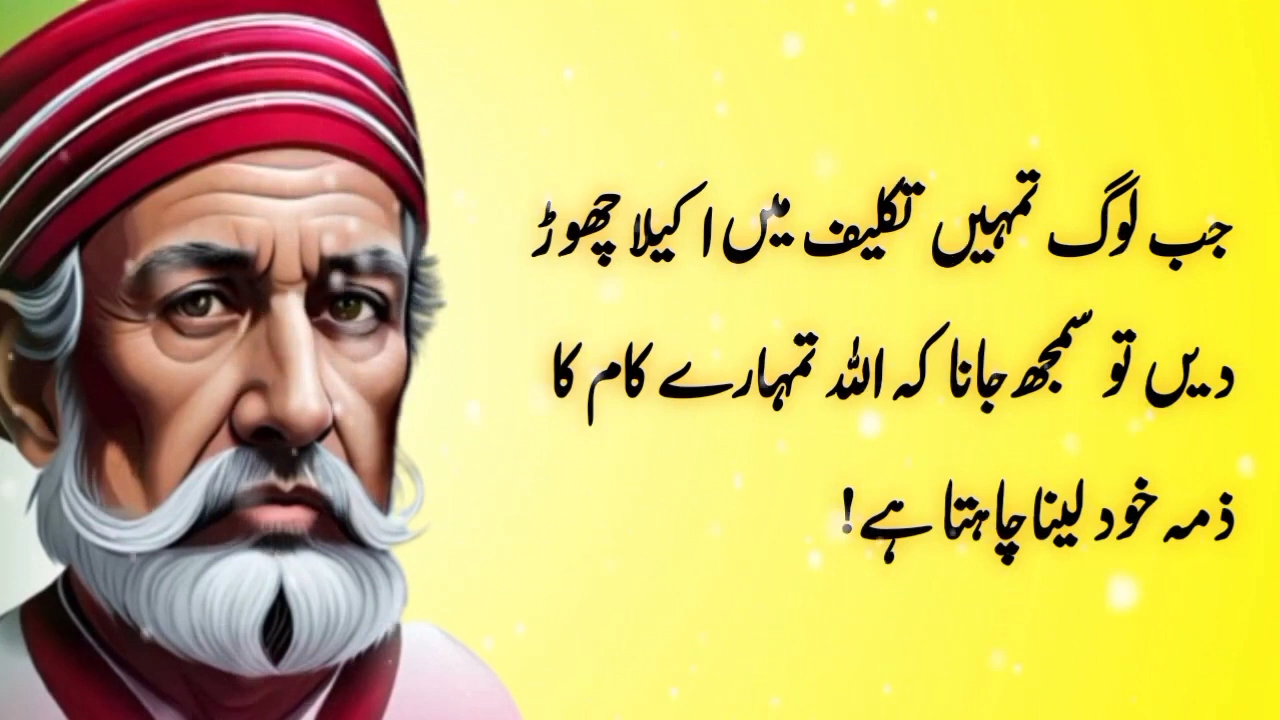 جب لوگ تمہیں تکلیف میں اکیلا چھوڑ
دیں تو سمجھ جانا کہ اللہ تمہارے کام کا
ذمہ خود لینا چاہتا ہے!